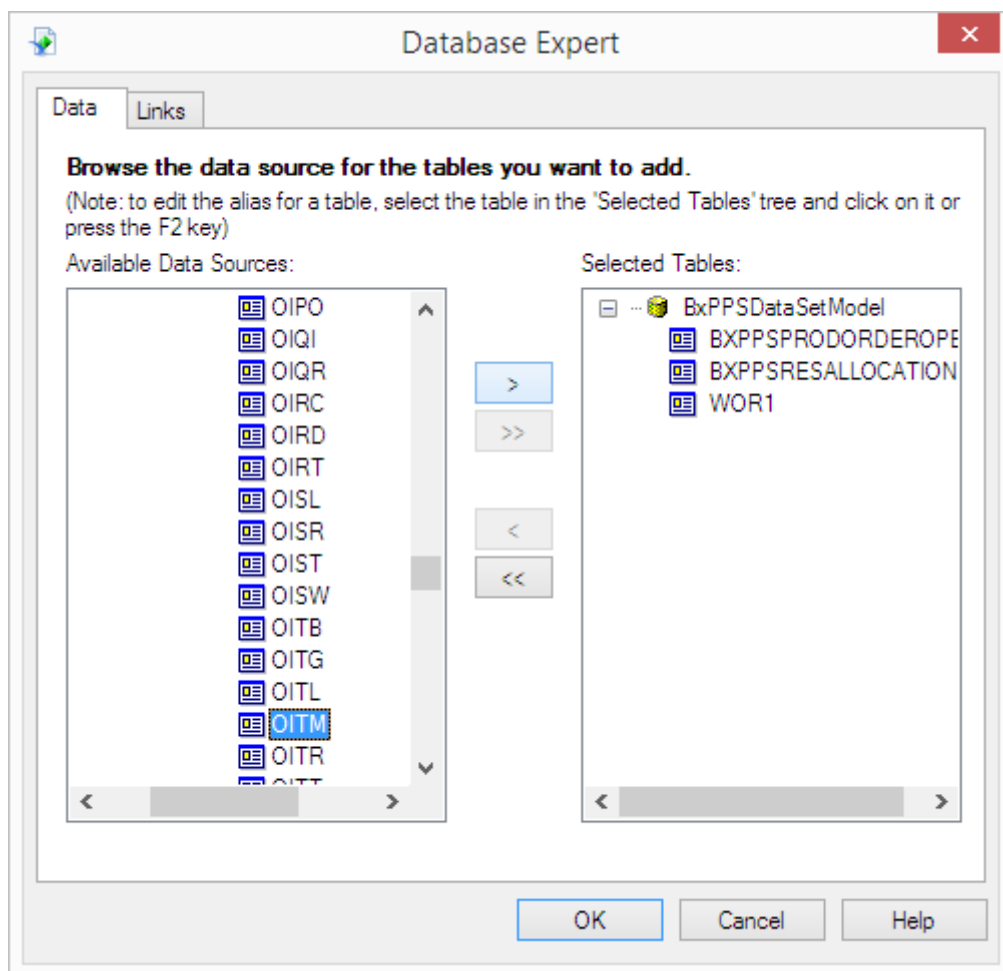 Database Expert
Data
Links
Browse the data source for the tables you want to add.
(Note: to edit the alias for a table, select the table in the 'Selected Tables' tree and click on it or
press the F2 key)
Available Data Sources:
OIPO
OIQI
OIQR
OIRC
OIRD
OIRT
OISL
OISR
OIST
OISW
OITB
OITG
OITL
OITM
OITR
>
>>
<
<<
Selected Tables:
BxPPSDataSetModel
BXPPSPRODORDEROPE
BXPPSRESALLOCATION
WOR1
OK
Cancel
Help